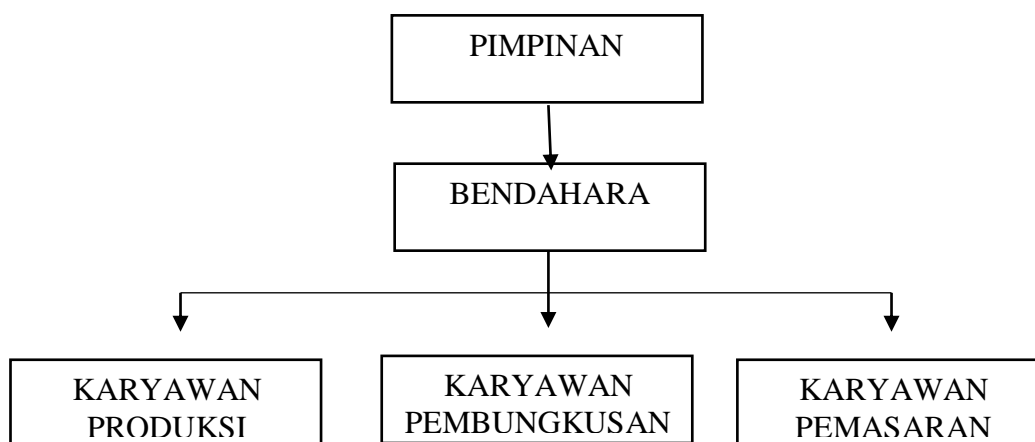 PIMPINAN
BENDAHARA
KARYAWAN
PRODUKSI
KARYAWAN
PEMBUNGKUSAN
KARYAWAN
PEMASARAN